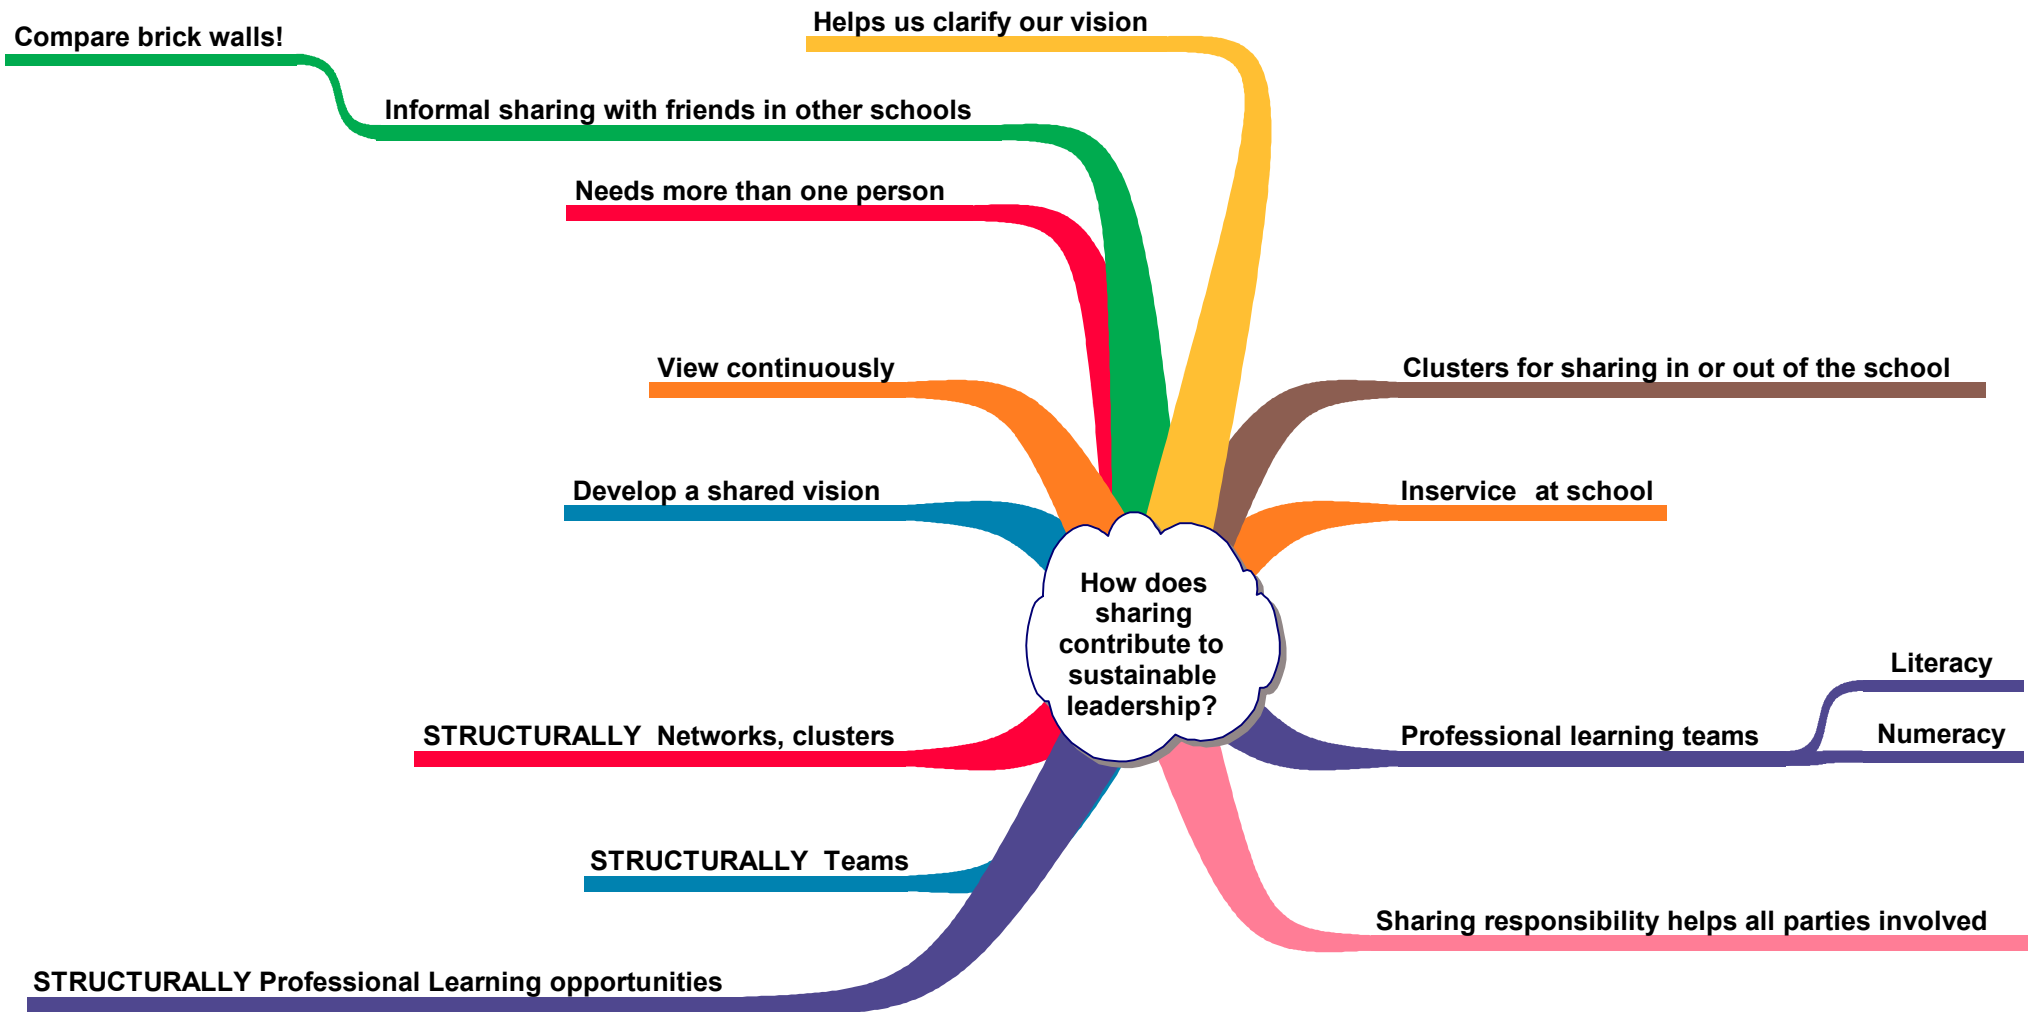 Helps us clarify our vision
Compare brick walls!
Informal sharing with friends in other schools
Needs more than one person
View continuously
Clusters for sharing in or out of the school
Develop a shared vision
Inservice  at school
How does
sharing
contribute to
sustainable
leadership?
Literacy
STRUCTURALLY  Networks, clusters
Professional learning teams
Numeracy
STRUCTURALLY  Teams
Sharing responsibility helps all parties involved
STRUCTURALLY Professional Learning opportunities